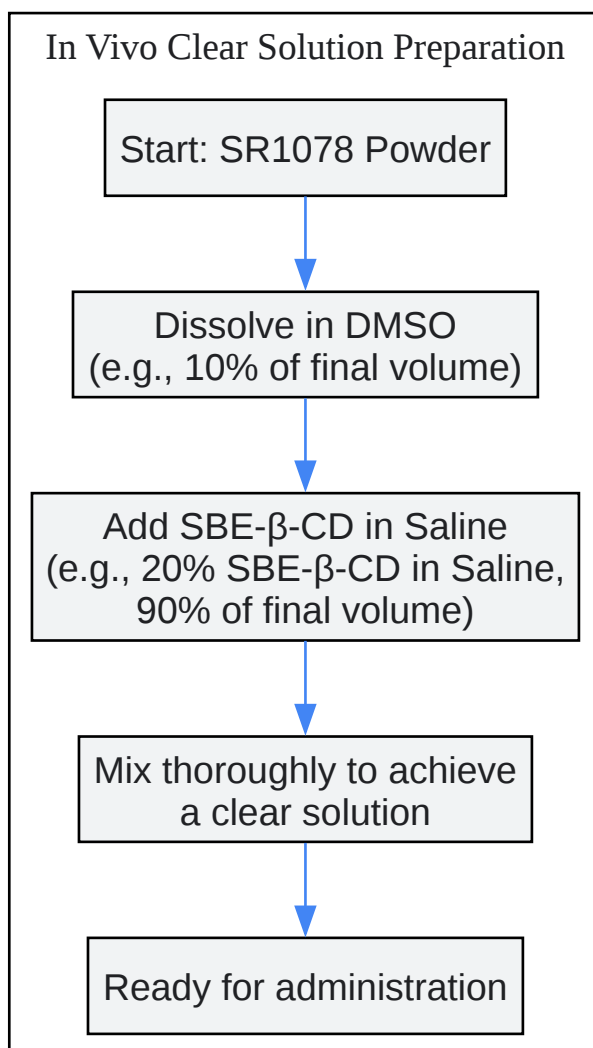 In Vivo Clear Solution Preparation
Start: SR1078 Powder
Dissolve in DMSO
(e.g., 10% of final volume)
Add SBE-β-CD in Saline
(e.g., 20% SBE-β-CD in Saline,
90% of final volume)
Mix thoroughly to achieve
a clear solution
Ready for administration